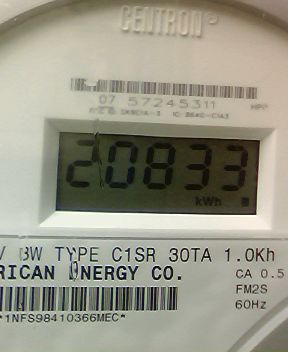 CENTRON®
07 57245311
20833
kWh
V 3W TYPE C1SR 30TA 1.0Kh
RICAN ENERGY CO.
CA 0.5
FM2S
60Hz
*1NFS98410366MEC*